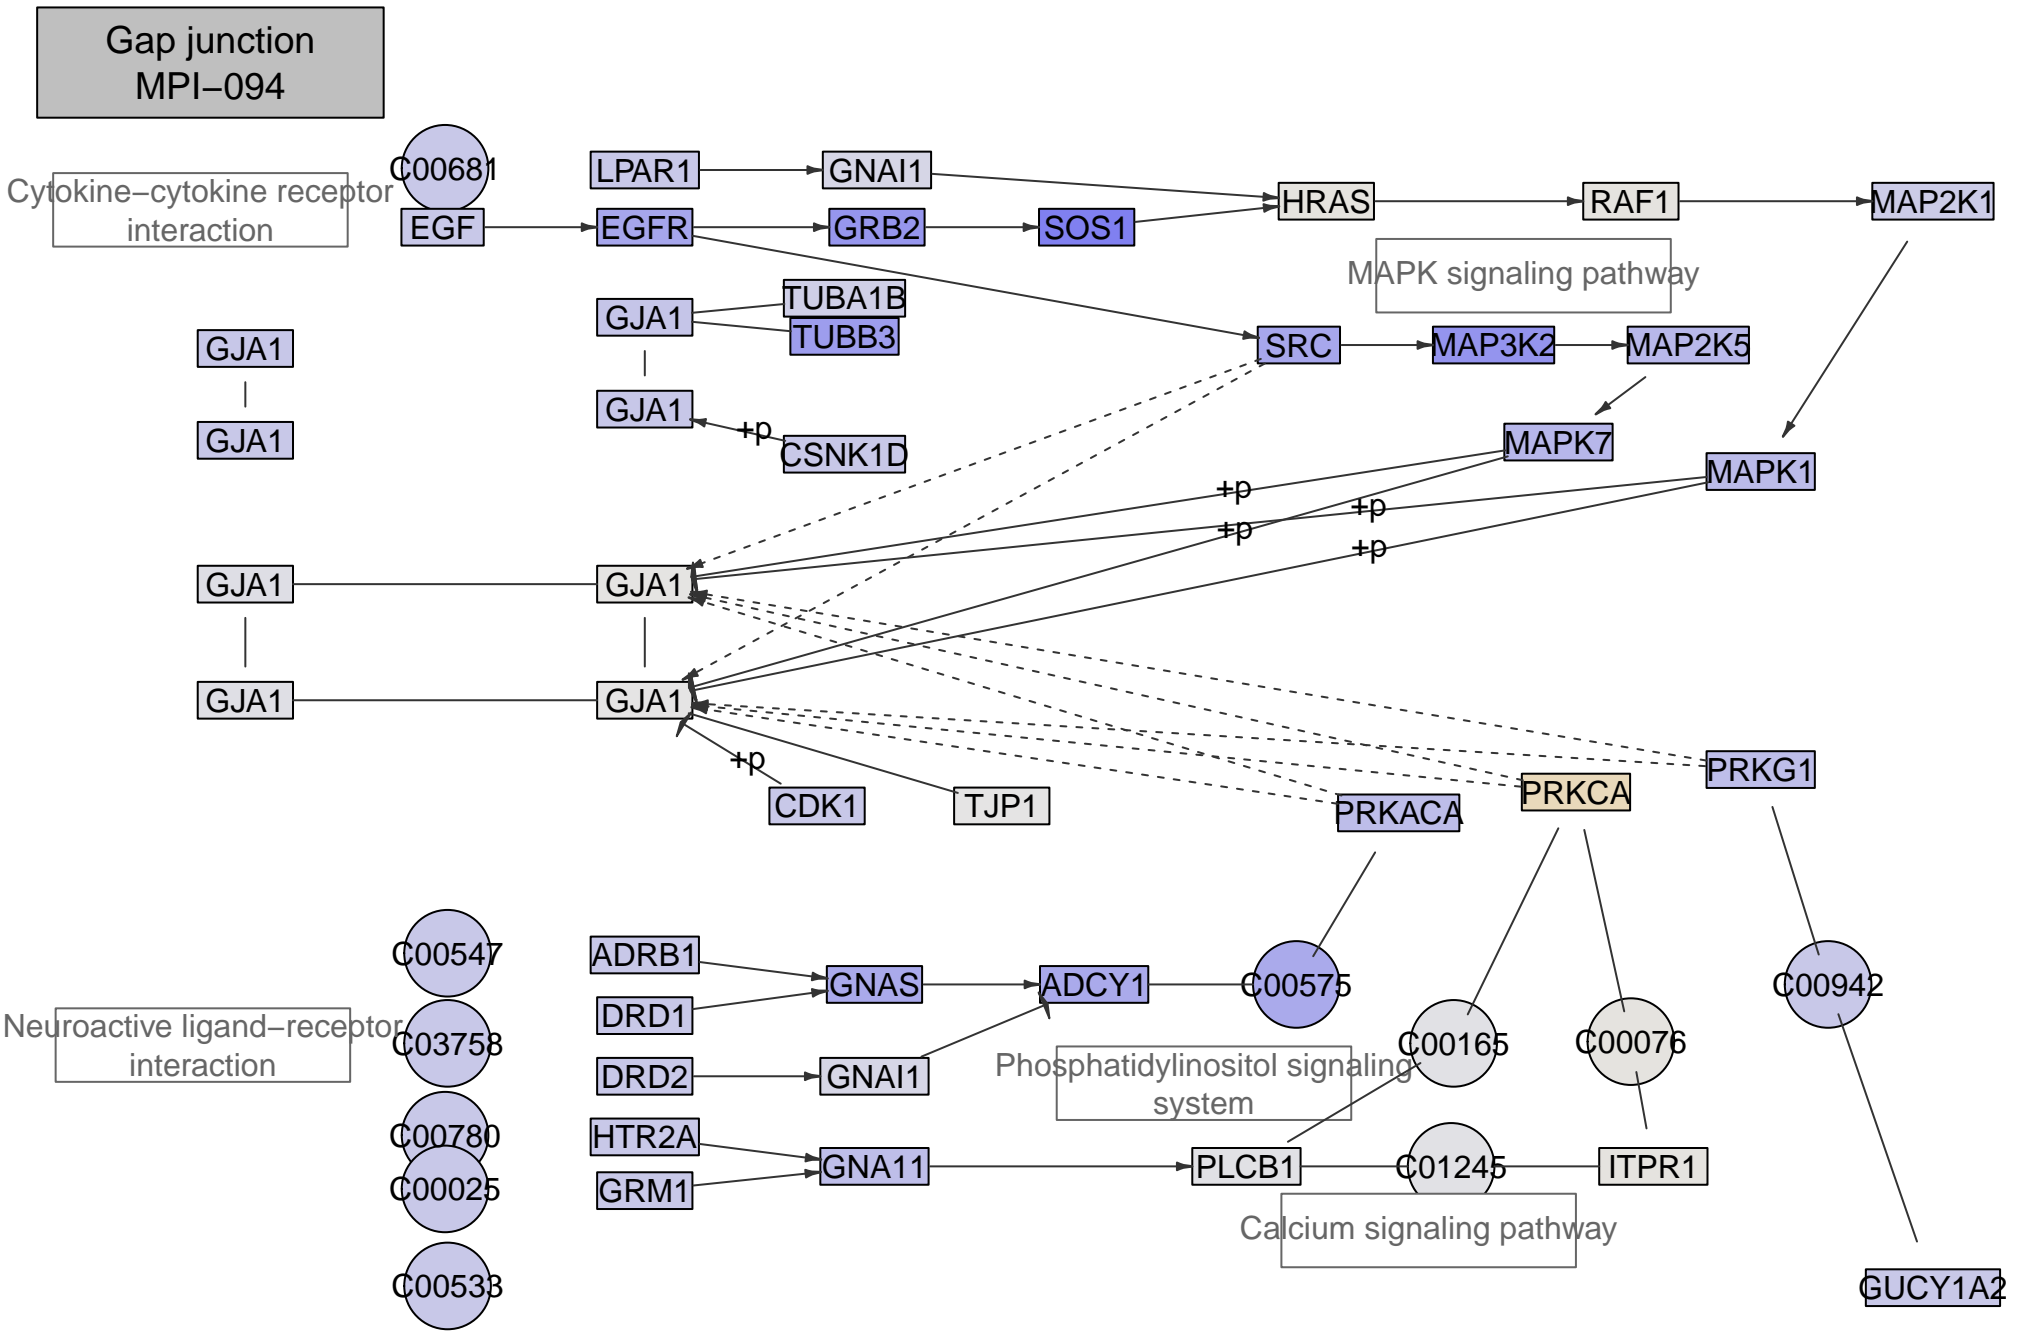 Gap junction
MPI−094
C00681
LPAR1
GNAI1
Cytokine−cytokine receptor
interaction
EGF
EGFR
GRB2
SOS1
HRAS
RAF1
MAP2K1
MAPK signaling pathway
GJA1
TUBA1B
TUBB3
GJA1
SRC
MAP3K2
MAP2K5
GJA1
GJA1
+p
CSNK1D
MAPK7
MAPK1
+p
+p
+p
+p
GJA1
GJA1
GJA1
GJA1
+p
CDK1
TJP1
PRKACA
PRKCA
PRKG1
C00547
ADRB1
GNAS
ADCY1
C00575
C00942
DRD1
Neuroactive ligand−receptor
interaction
C03758
C00165
C00076
DRD2
GNAI1
Phosphatidylinositol signaling
system
C00780
HTR2A
GNA11
PLCB1
C01245
ITPR1
C00025
GRM1
Calcium signaling pathway
C00533
GUCY1A2